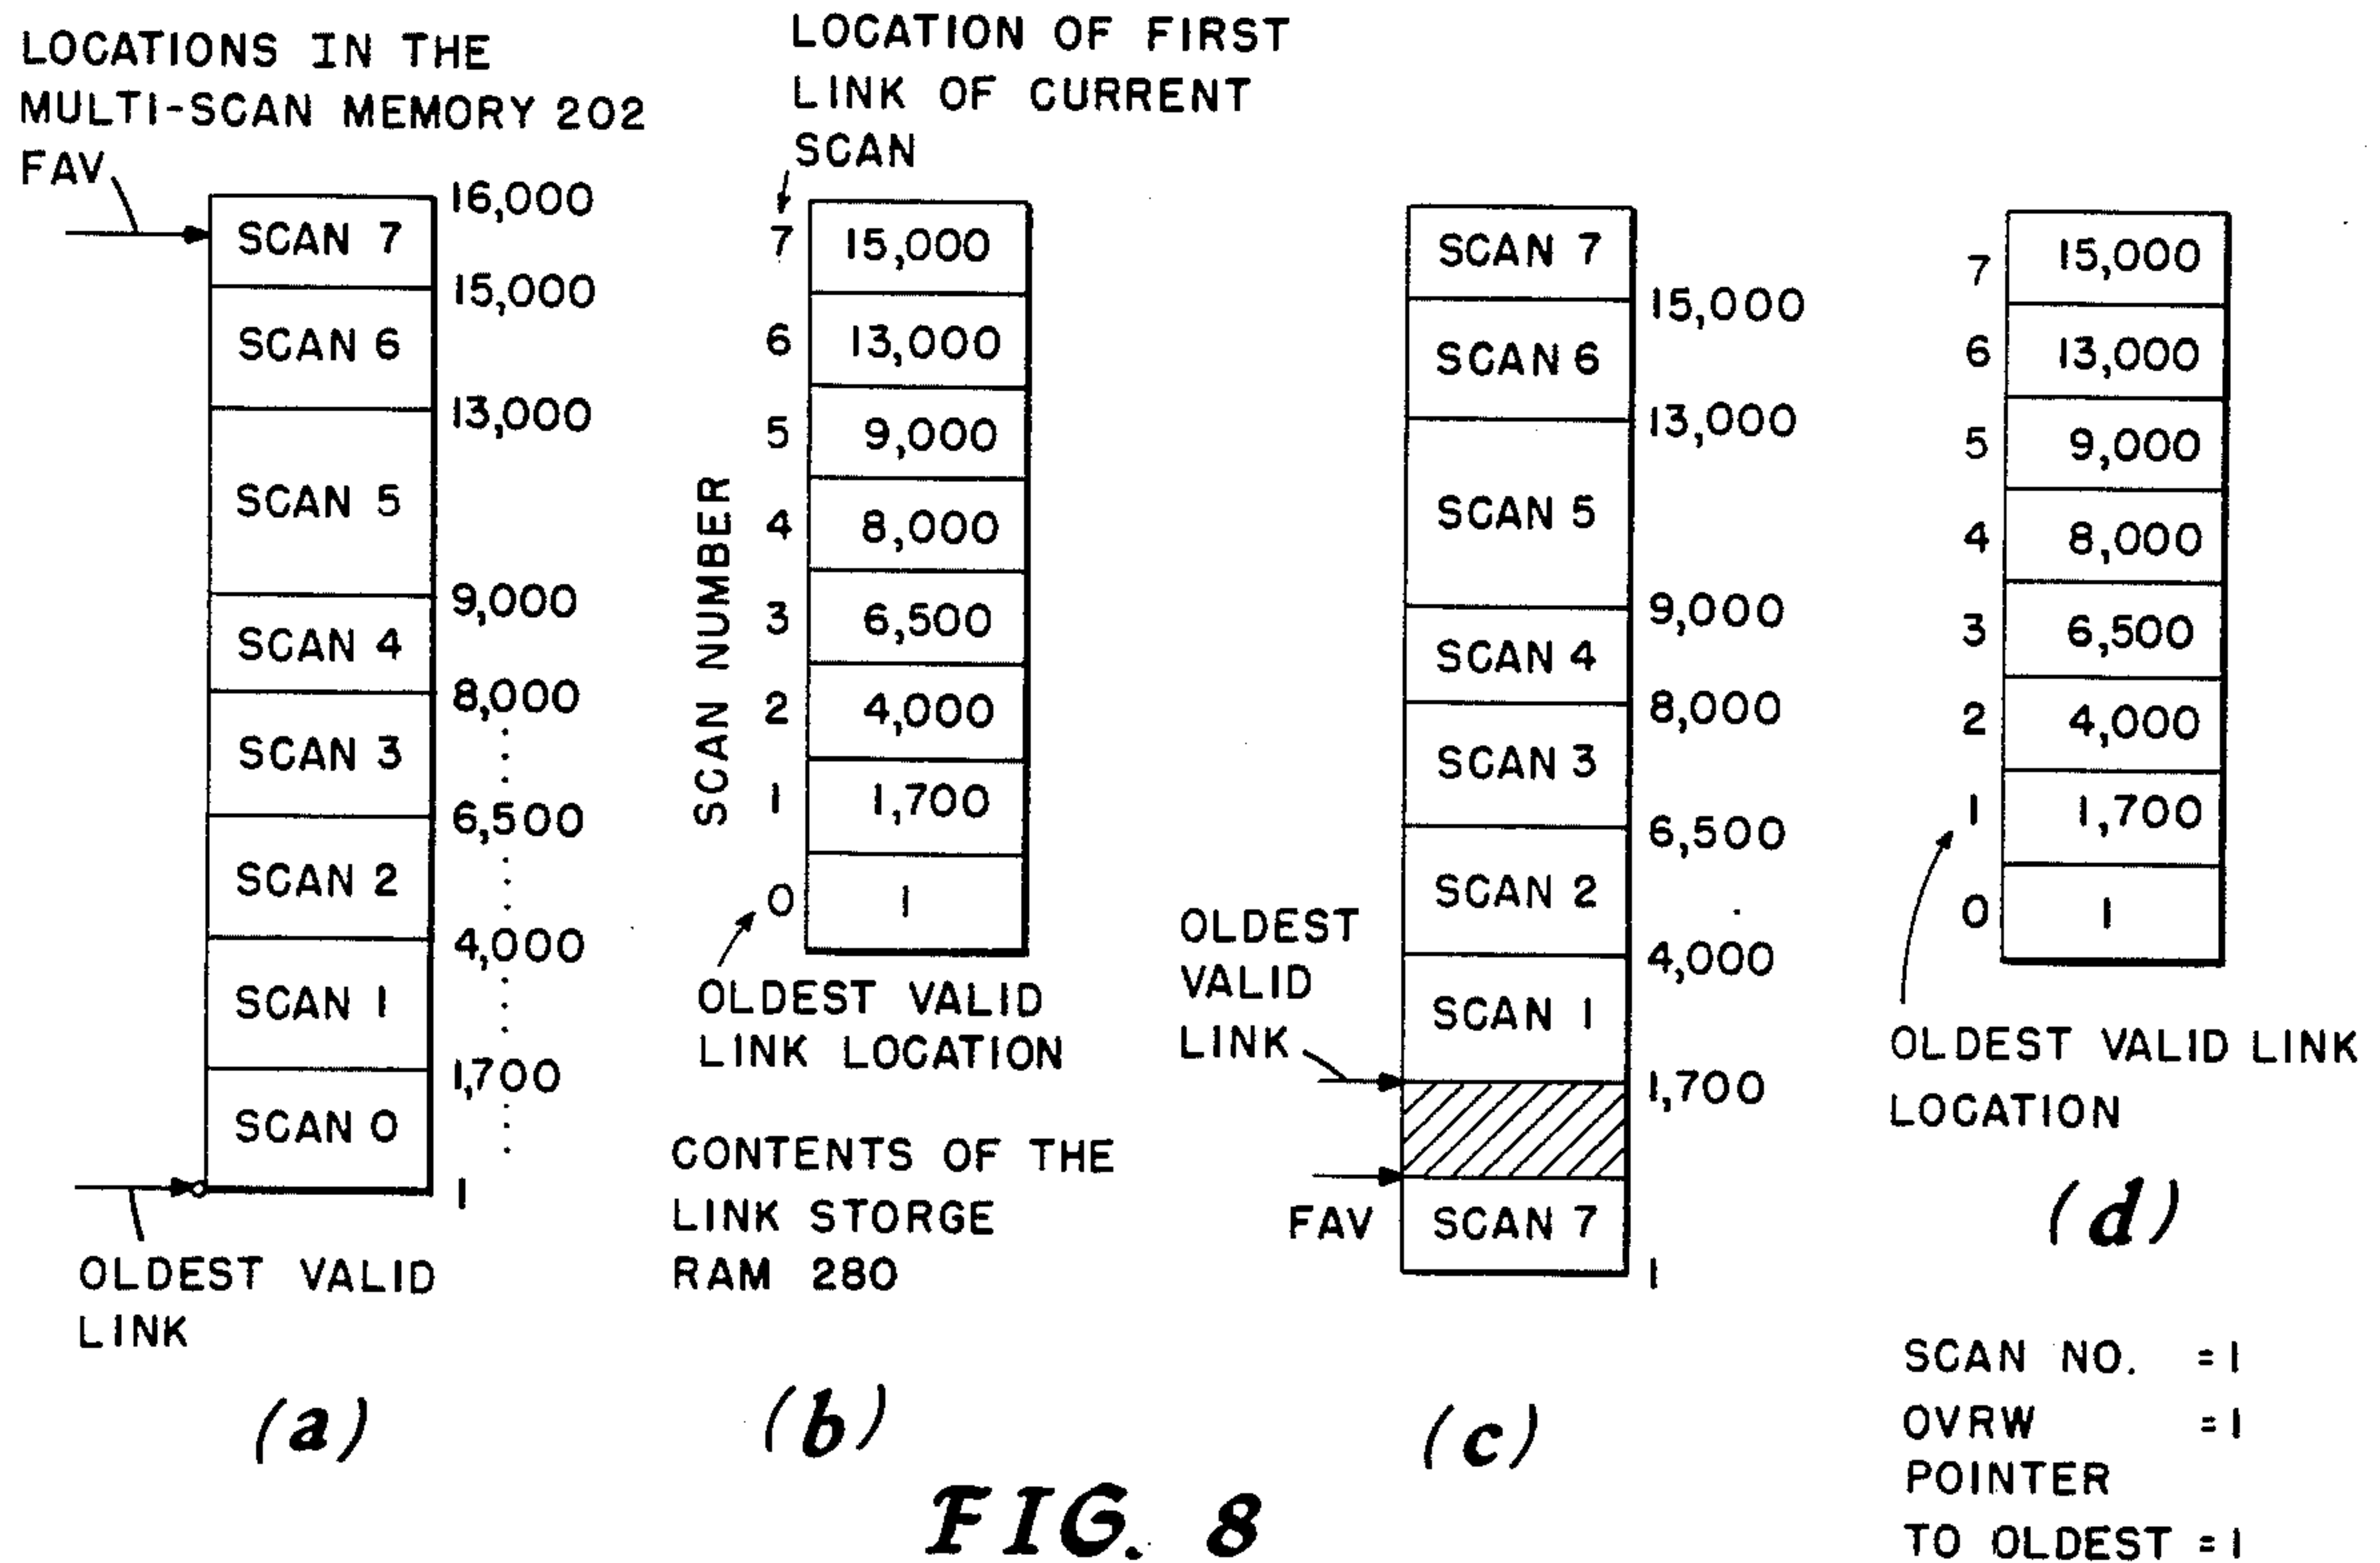 LOCATIONS IN THE
MULTI-SCAN MEMORY 202
FAV
16,000
SCAN 7
15,000
SCAN 6
13,000
SCAN 5
9,000
SCAN 4
8,000
SCAN 3
6,500
SCAN 2
4,000
SCAN 1
1,700
SCAN 0
1
OLDEST VALID
LINK
(a)
LOCATION OF FIRST
LINK OF CURRENT
SCAN
SCAN NUMBER
7 15,000
6 13,000
5 9,000
4 8,000
3 6,500
2 4,000
1 1,700
0 1
OLDEST VALID
LINK LOCATION
CONTENTS OF THE
LINK STORGE
RAM 280
(b)
SCAN 7
15,000
SCAN 6
13,000
SCAN 5
9,000
SCAN 4
8,000
SCAN 3
6,500
SCAN 2
4,000
SCAN 1
OLDEST
VALID
LINK
1,700
FAV
SCAN 7
1
(c)
7 15,000
6 13,000
5 9,000
4 8,000
3 6,500
2 4,000
1 1,700
0 1
OLDEST VALID LINK
LOCATION
(d)
SCAN NO. =1
OVRW =1
POINTER
TO OLDEST =1
FIG. 8